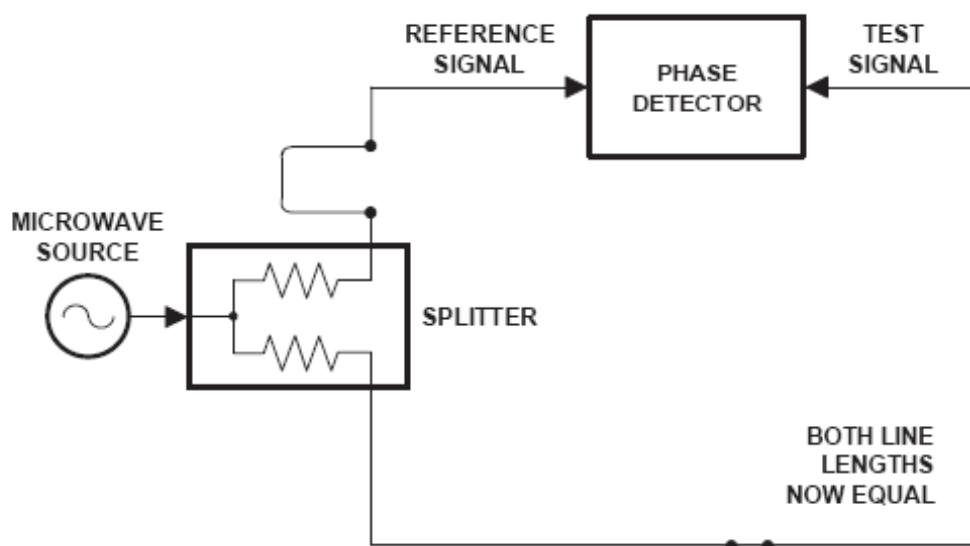 REFERENCE
SIGNAL
PHASE
DETECTOR
TEST
SIGNAL
MICROWAVE
SOURCE
SPLITTER
BOTH LINE
LENGTHS
NOW EQUAL